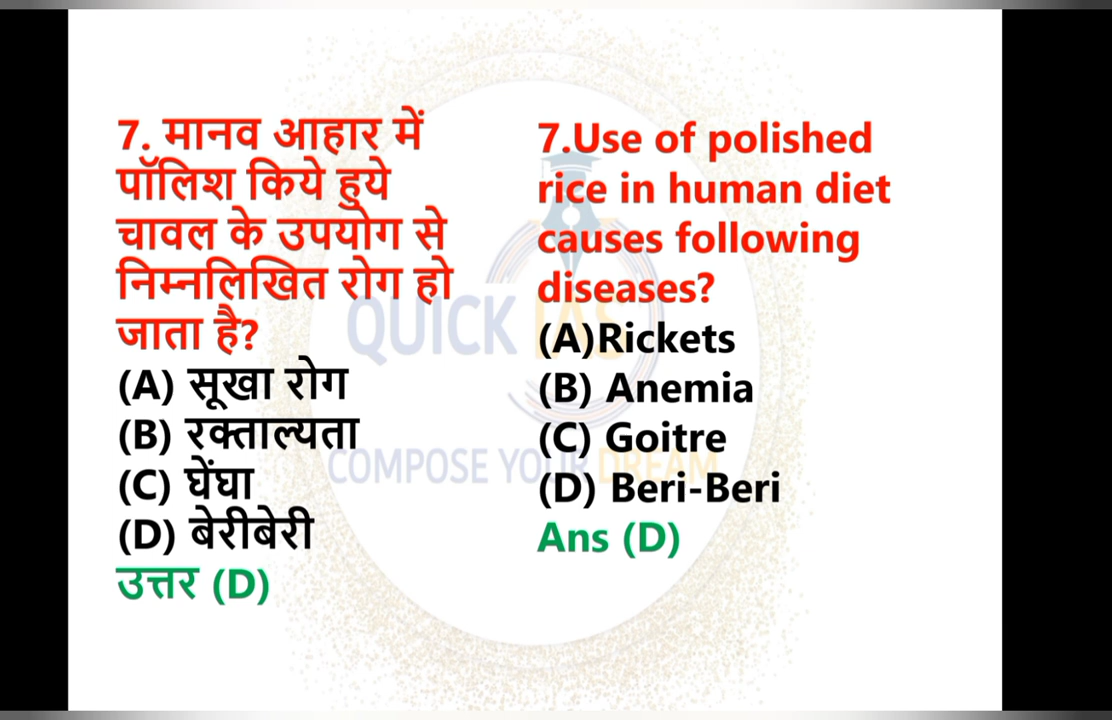 7. मानव आहार में
पॉलिश किये हुये
चावल के उपयोग से
निम्नलिखित रोग हो
जाता है?
(A) सूखा रोग
(B) रक्ताल्यता
(C) घेंघा
(D) बेरीबेरी
उत्तर (D)
7.Use of polished
rice in human diet
causes following
diseases?
(A)Rickets
(B) Anemia
(C) Goitre
(D) Beri-Beri
Ans (D)
QUICK IAS
COMPOSE YOUR DREAM